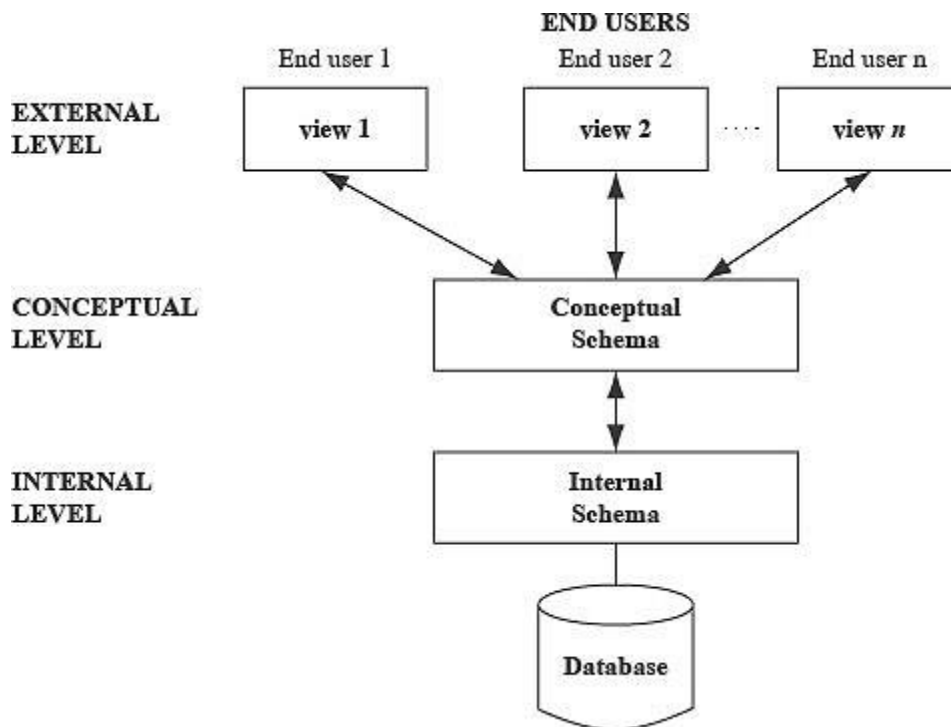 END USERS
End user 1
End user 2
End user n
EXTERNAL
LEVEL
view 1
view 2
....
view n
CONCEPTUAL
LEVEL
Conceptual
Schema
INTERNAL
LEVEL
Internal
Schema
Database